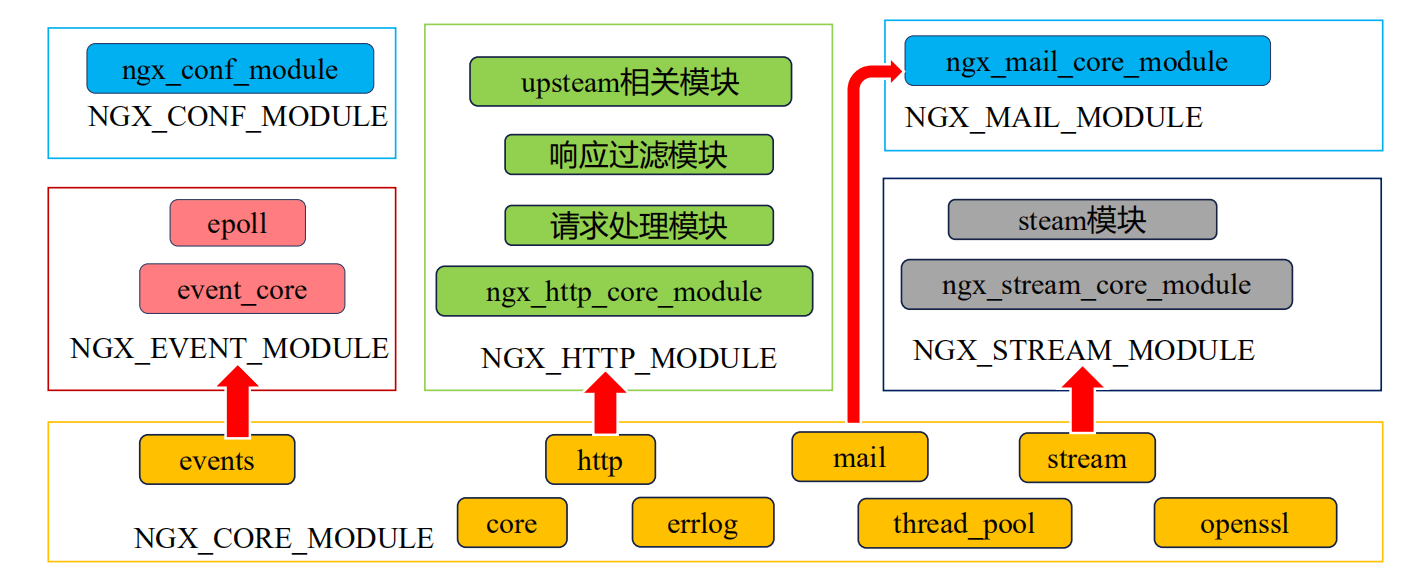 ngx_conf_module
NGX_CONF_MODULE
epoll
event_core
NGX_EVENT_MODULE
upsteam相关模块
响应过滤模块
请求处理模块
ngx_http_core_module
NGX_HTTP_MODULE
ngx_mail_core_module
NGX_MAIL_MODULE
steam模块
ngx_stream_core_module
NGX_STREAM_MODULE
events
http
mail
stream
core
errlog
thread_pool
openssl
NGX_CORE_MODULE